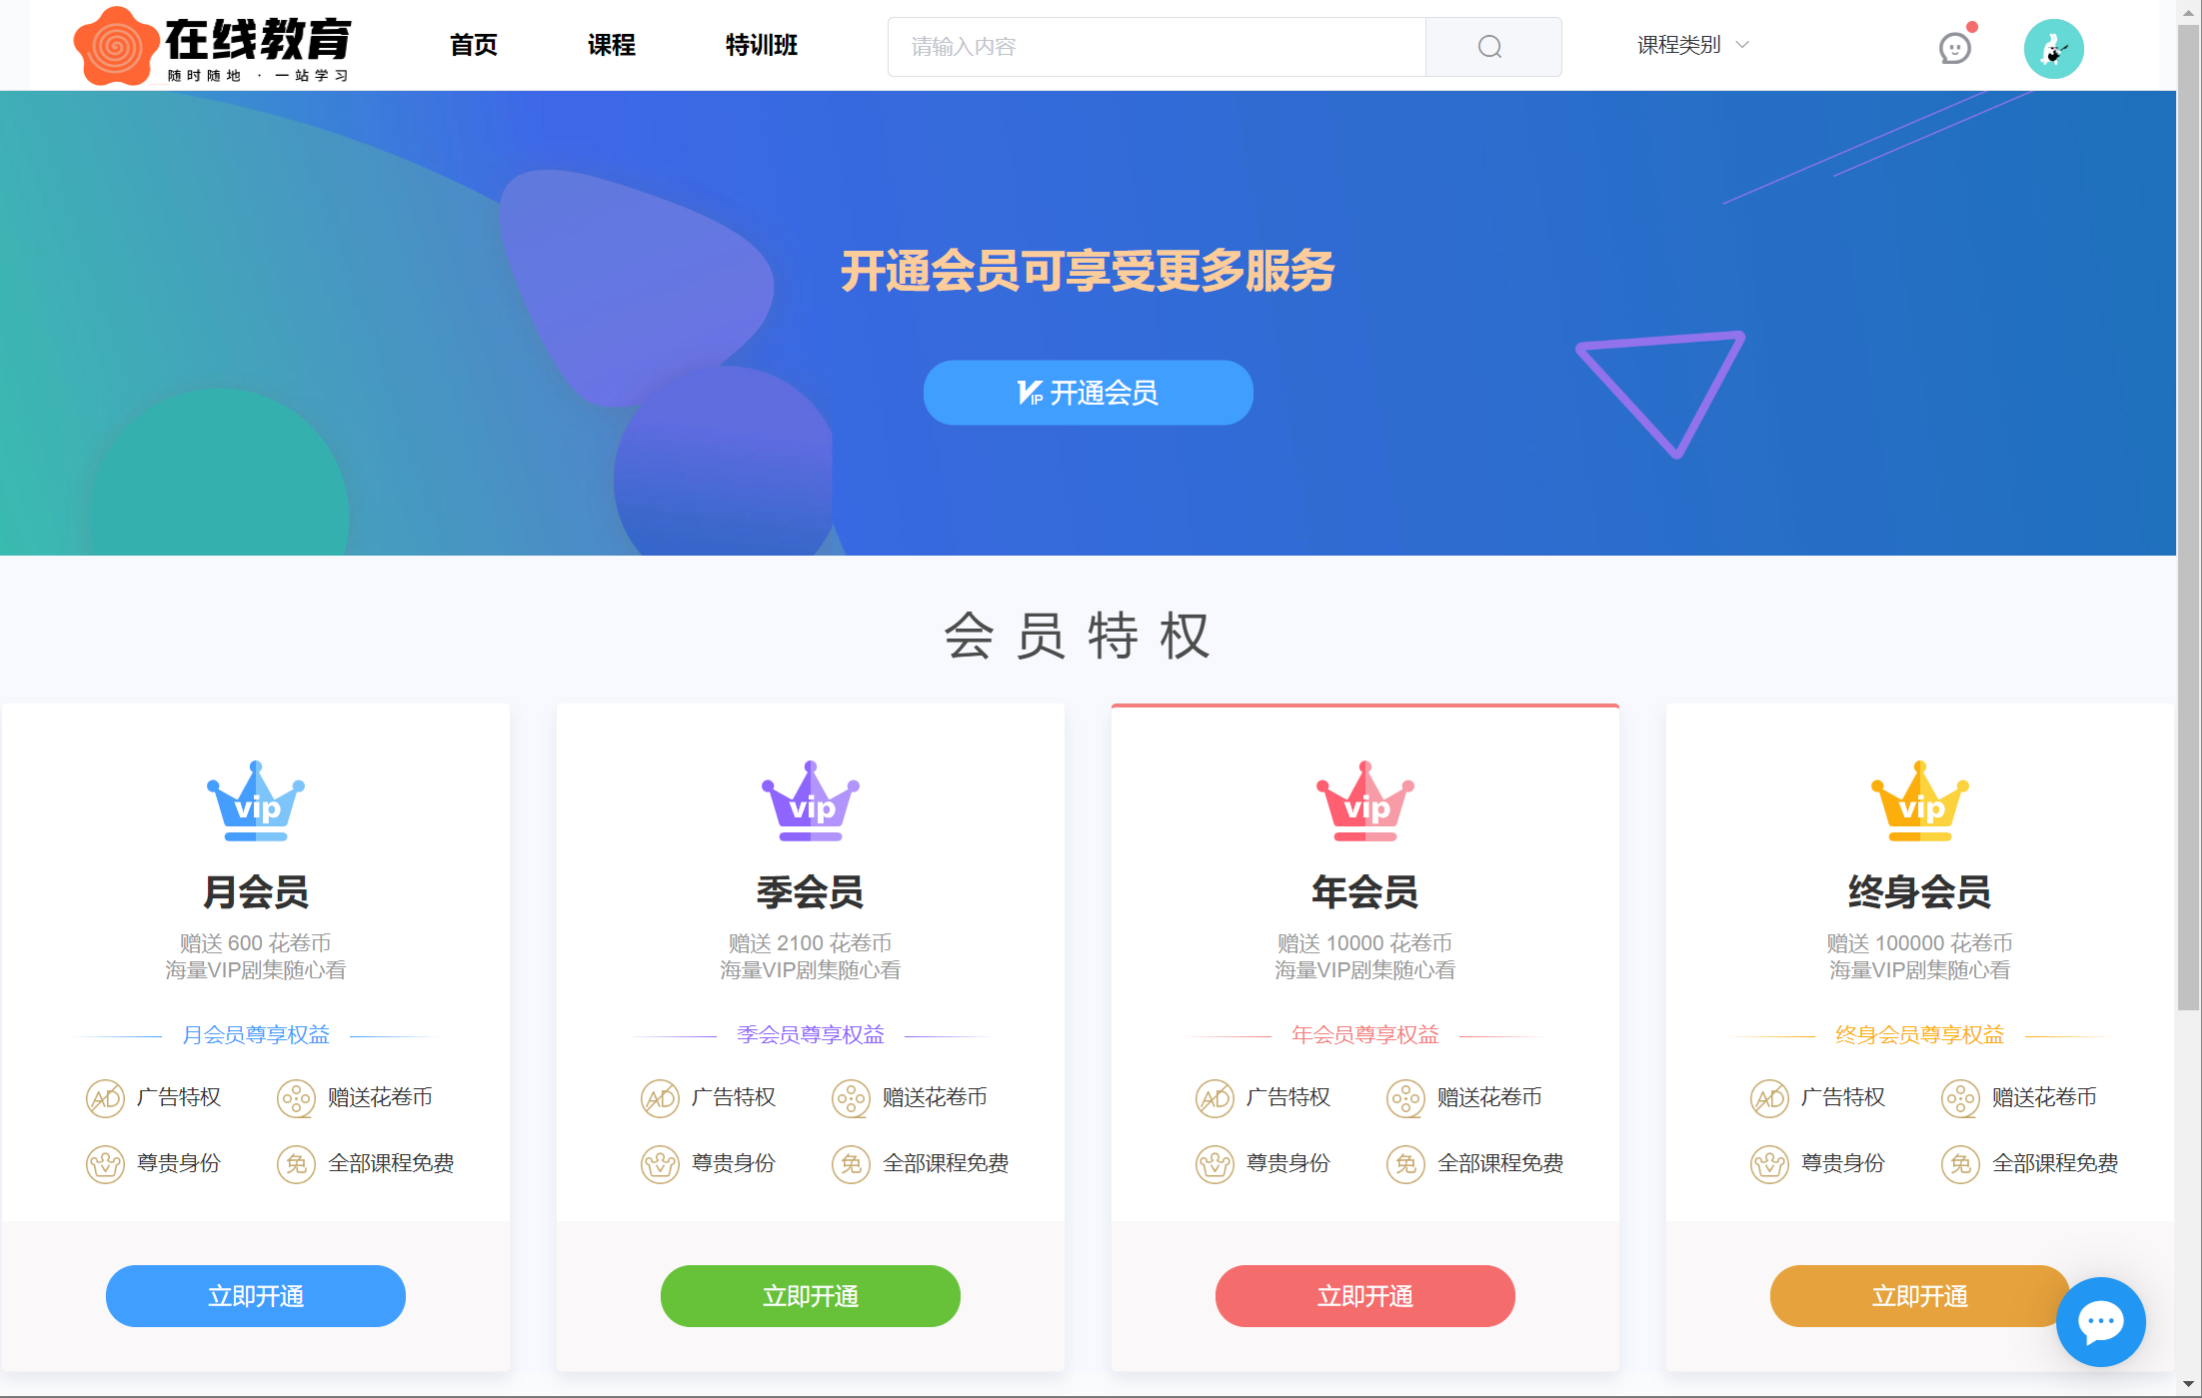 在线教育
随时随地 · 一站学习
首页 课程 特训班 请输入内容 课程类别
开通会员可享受更多服务
VIP 开通会员
会员特权
vip vip vip vip
月会员 季会员 年会员 终身会员
赠送 600 花卷币 赠送 2100 花卷币 赠送 10000 花卷币 赠送 100000 花卷币
海量VIP剧集随心看 海量VIP剧集随心看 海量VIP剧集随心看 海量VIP剧集随心看
月会员尊享权益 季会员尊享权益 年会员尊享权益 终身会员尊享权益
AD 广告特权 赠送花卷币 AD 广告特权 赠送花卷币 AD 广告特权 赠送花卷币 AD 广告特权 赠送花卷币
尊贵身份 免 全部课程免费 尊贵身份 免 全部课程免费 尊贵身份 免 全部课程免费 尊贵身份 免 全部课程免费
立即开通 立即开通 立即开通 立即开通